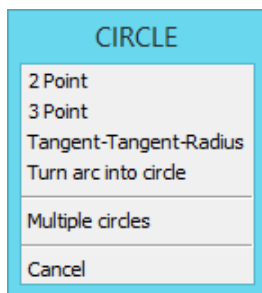 CIRCLE
2 Point
3 Point
Tangent-Tangent-Radius
Turn arc into circle
Multiple circles
Cancel